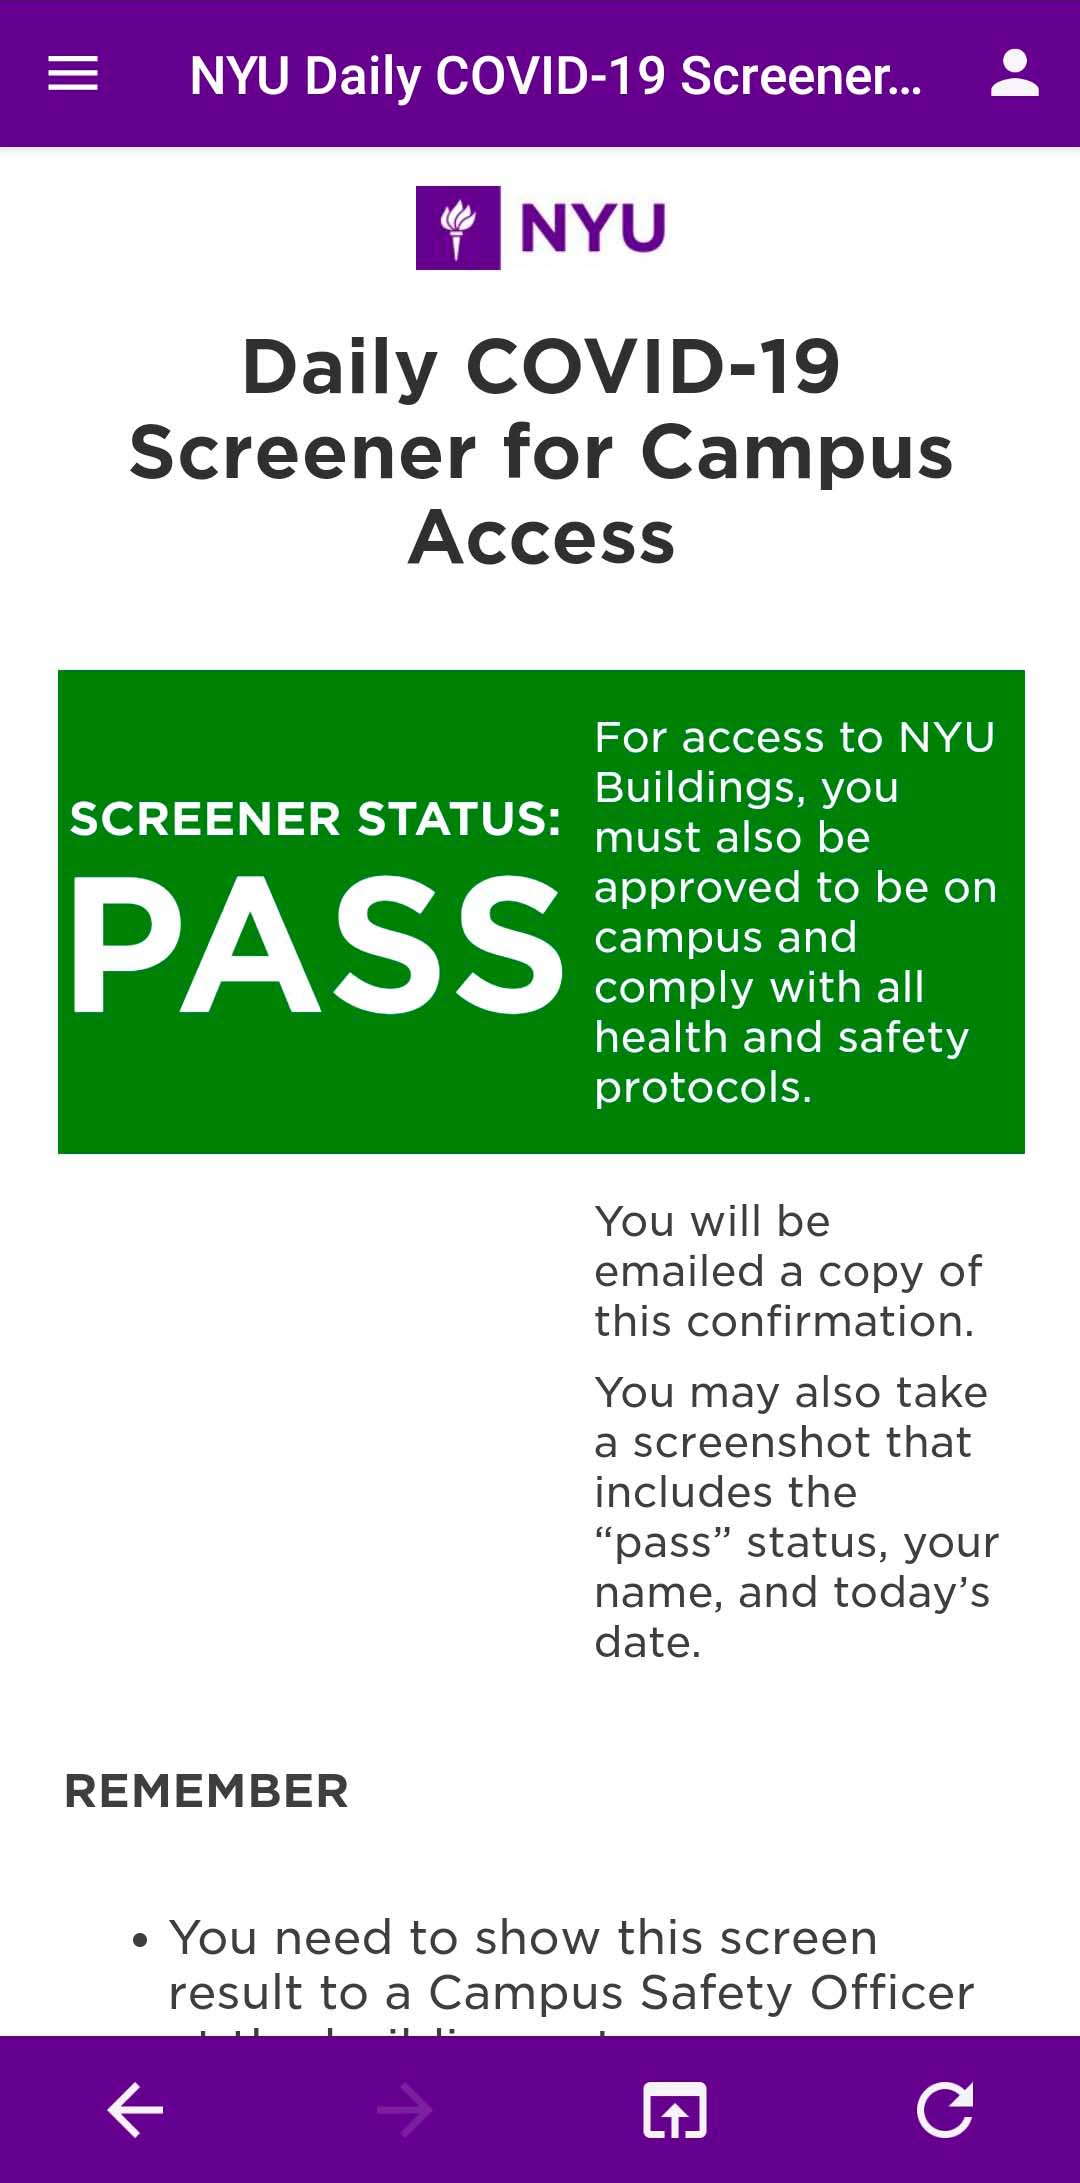 NYU Daily COVID-19 Screener...
NYU
Daily COVID-19
Screener for Campus
Access
SCREENER STATUS:
PASS
For access to NYU
Buildings, you
must also be
approved to be on
campus and
comply with all
health and safety
protocols.
You will be
emailed a copy of
this confirmation.
You may also take
a screenshot that
includes the
“pass” status, your
name, and today’s
date.
REMEMBER
• You need to show this screen
result to a Campus Safety Officer